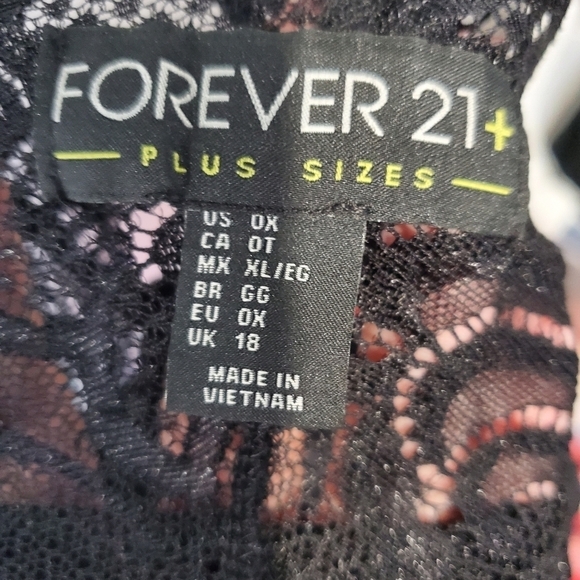 FOREVER 21+
PLUS SIZES
US 0X
CA 0T
MX XL/EG
BR GG
EU 0X
UK 18
MADE IN
VIETNAM